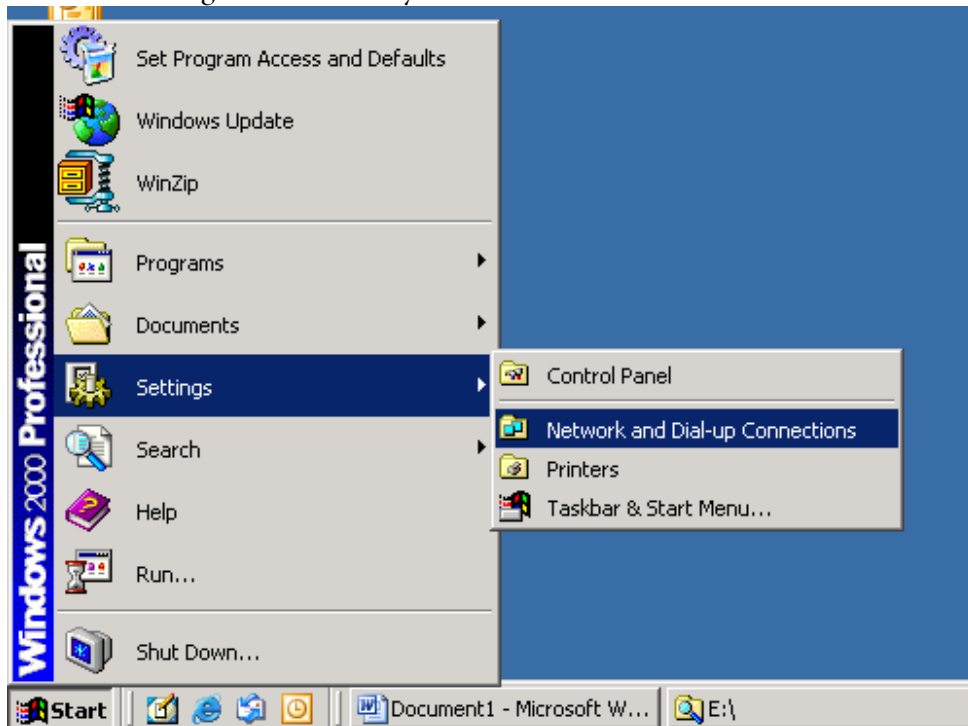 Set Program Access and Defaults
Windows Update
WinZip
Programs
Documents
Settings
Search
Help
Run...
Shut Down...
Windows 2000 Professional
Control Panel
Network and Dial-up Connections
Printers
Taskbar & Start Menu...
Start
Document1 - Microsoft W...
E:\